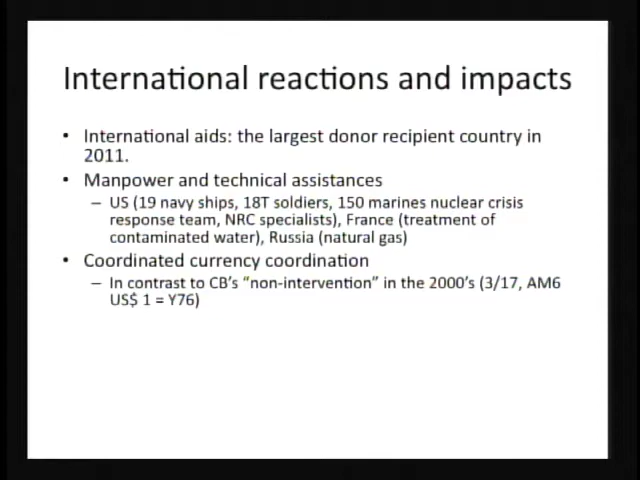 International reactions and impacts
• International aids: the largest donor recipient country in
2011.
• Manpower and technical assistances
– US (19 navy ships, 18T soldiers, 150 marines nuclear crisis
response team, NRC specialists), France (treatment of
contaminated water), Russia (natural gas)
• Coordinated currency coordination
– In contrast to CB’s “non-intervention” in the 2000’s (3/17, AM6
US$ 1 = Y76)